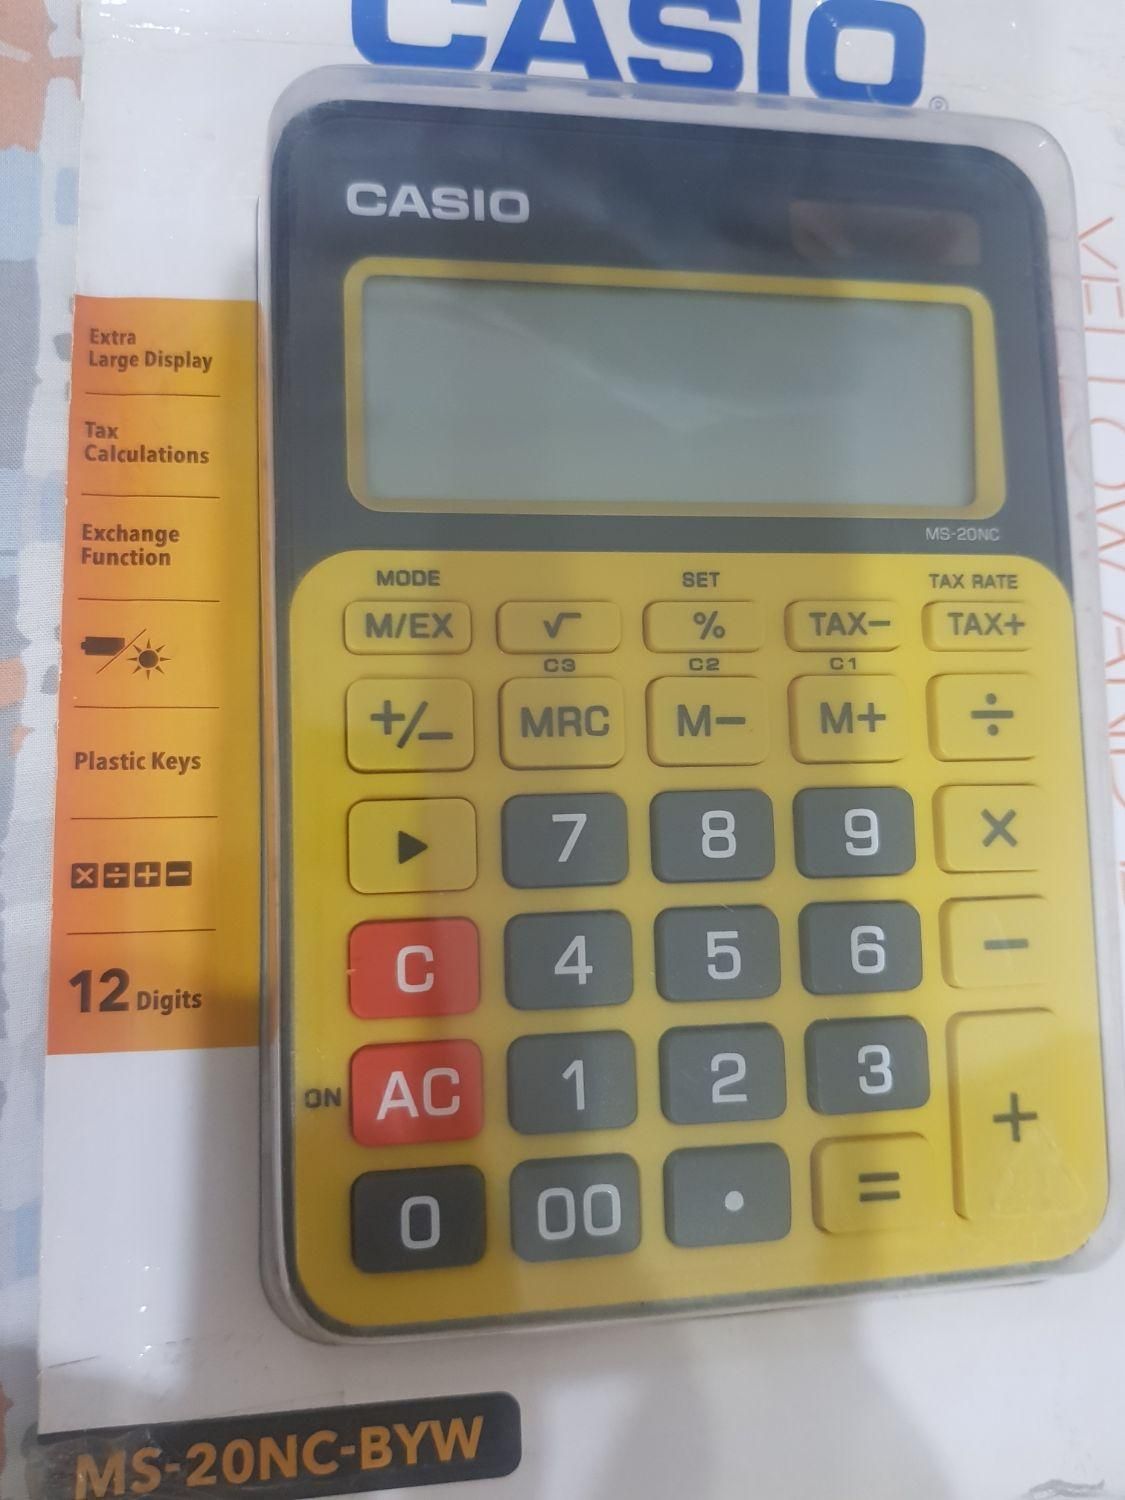 CASIO
®
CASIO
Extra
Large Display
Tax
Calculations
Exchange
Function
Plastic Keys
× ÷ + −
12 Digits
MS-20NC
MODE SET TAX RATE
M/EX √ % TAX− TAX+
C3 C2 C1
+/− MRC M− M+ ÷
▶ 7 8 9 ×
C 4 5 6 −
ON AC 1 2 3 +
0 00 • =
MS-20NC-BYW
YELLOW AND